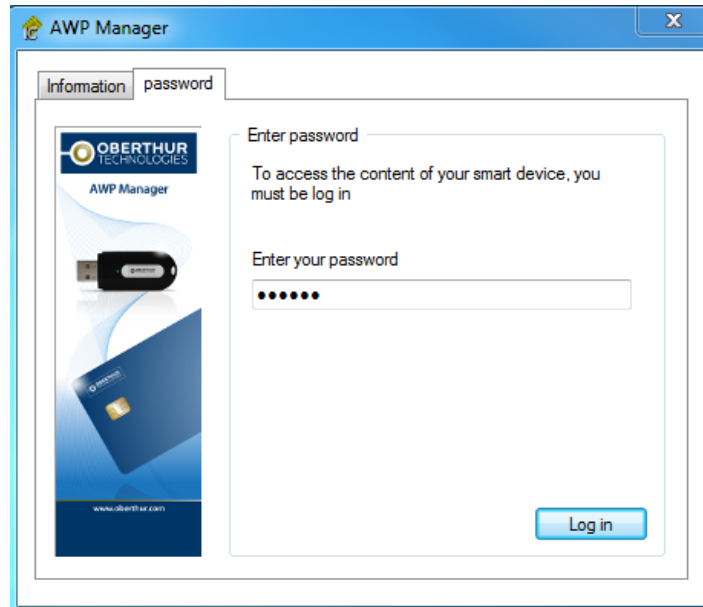 AWP Manager
Information
password
OBERTHUR
TECHNOLOGIES
AWP Manager
www.oberthur.com
Enter password
To access the content of your smart device, you
must be log in
Enter your password
••••••
Log in